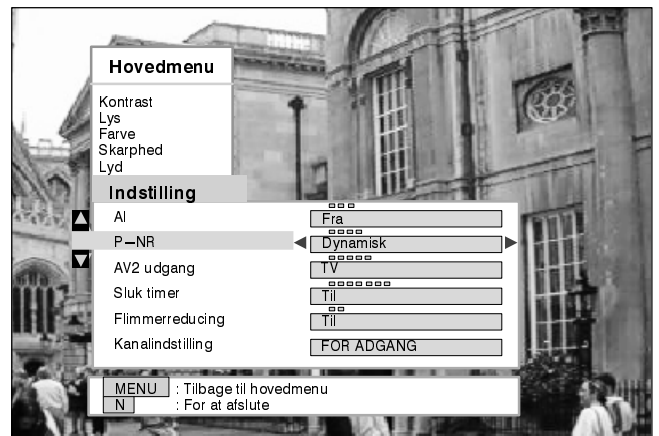 Hovedmenu
Kontrast
Lys
Farve
Skarphed
Lyd
Indstilling
AI Fra
P–NR Dynamisk
AV2 udgang TV
Sluk timer Til
Flimmerreducing Til
Kanalindstilling FOR ADGANG
MENU : Tilbage til hovedmenu
N : For at afslute